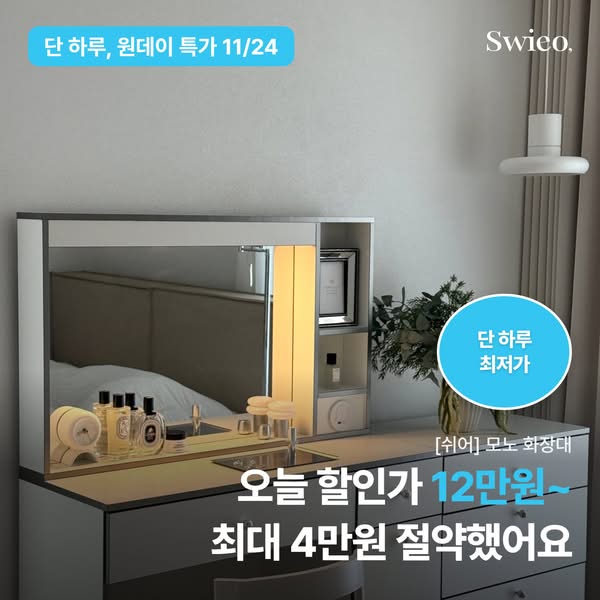 단 하루, 원데이 특가 11/24
Swieo.
단 하루
최저가
[쉬어] 모노 화장대
오늘 할인가 12만원~
최대 4만원 절약했어요